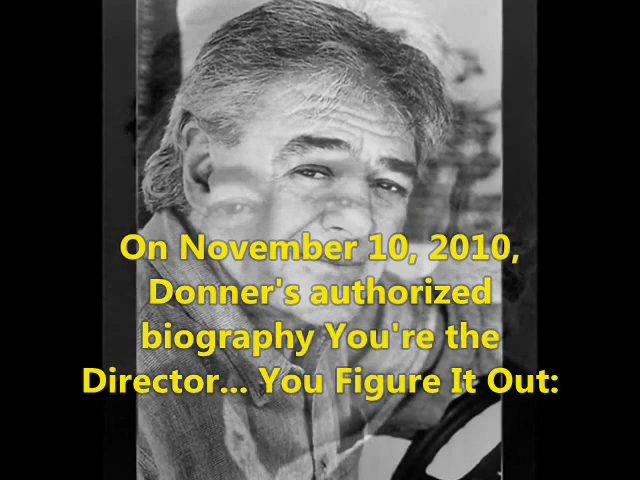 On November 10, 2010,
Donner's authorized
biography You're the
Director... You Figure It Out: